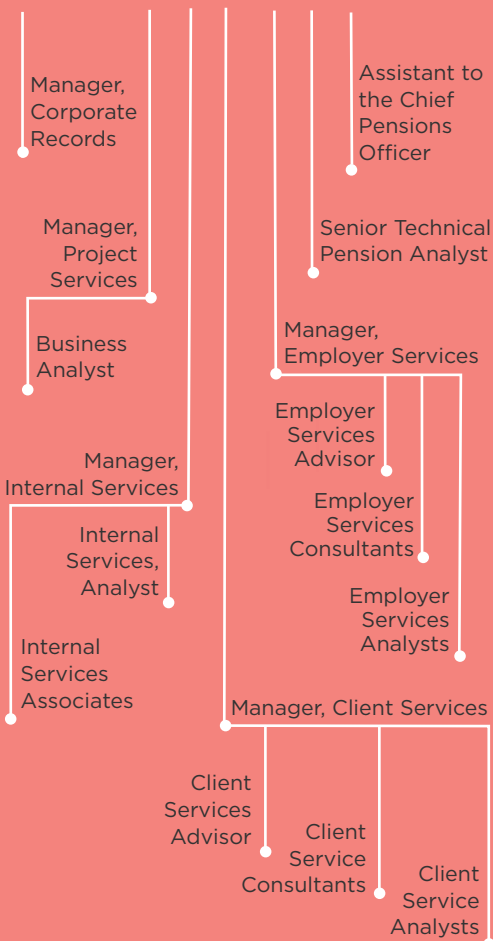 Manager,
Corporate
Records
Assistant to
the Chief
Pensions
Officer
Manager,
Project
Services
Senior Technical
Pension Analyst
Business
Analyst
Manager,
Employer Services
Employer
Services
Advisor
Manager,
Internal Services
Employer
Services
Consultants
Internal
Services,
Analyst
Employer
Services
Analysts
Internal
Services
Associates
Manager, Client Services
Client
Services
Advisor
Client
Service
Consultants
Client
Service
Analysts